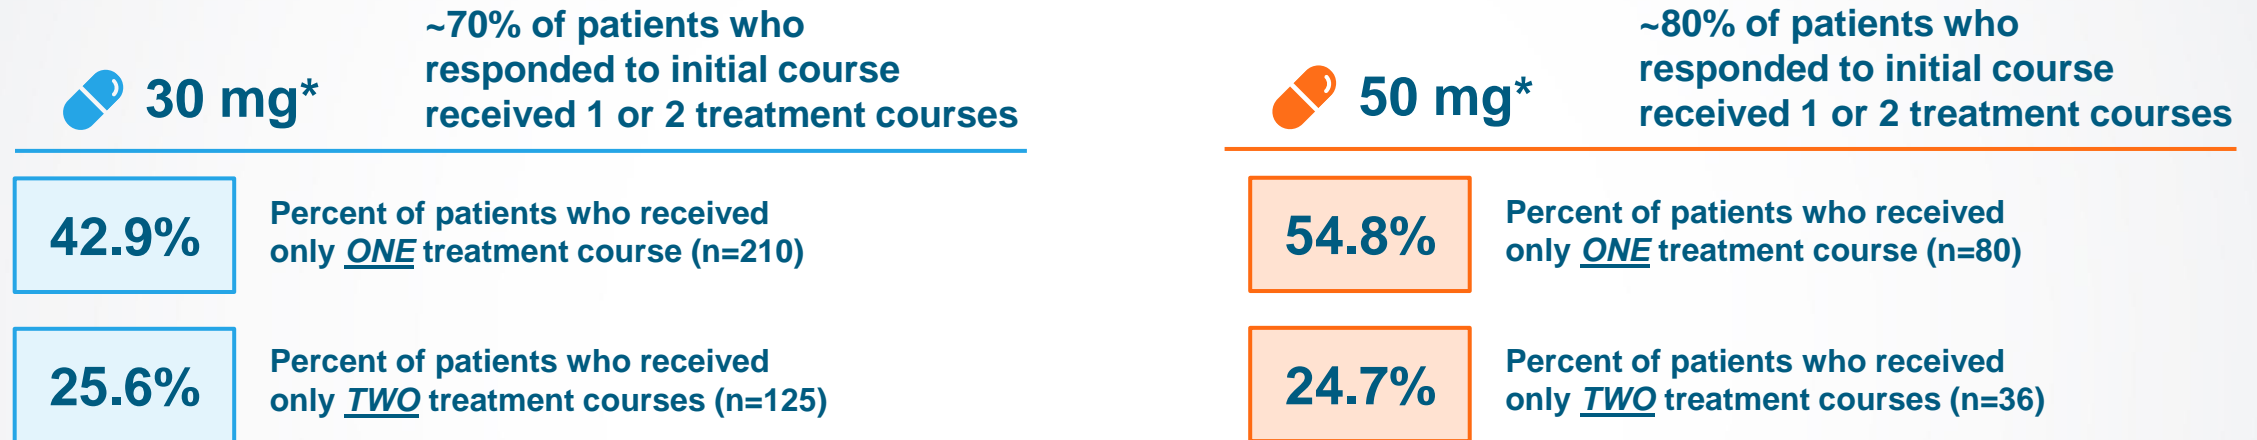 30 mg*
~70% of patients who
responded to initial course
received 1 or 2 treatment courses
42.9%
Percent of patients who received
only ONE treatment course (n=210)
25.6%
Percent of patients who received
only TWO treatment courses (n=125)
50 mg*
~80% of patients who
responded to initial course
received 1 or 2 treatment courses
54.8%
Percent of patients who received
only ONE treatment course (n=80)
24.7%
Percent of patients who received
only TWO treatment courses (n=36)